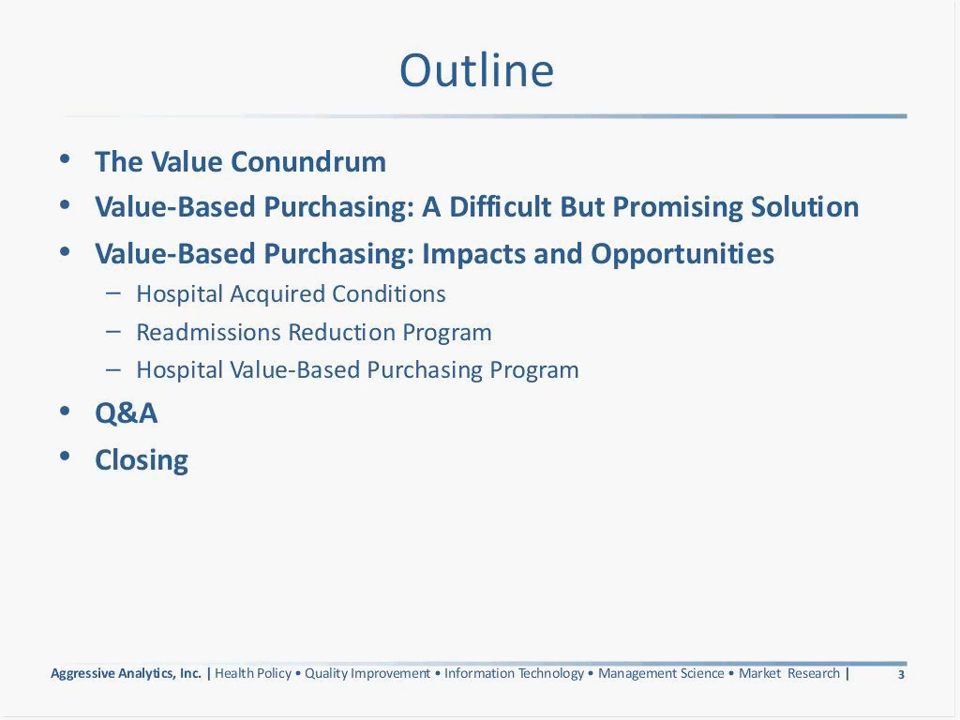 Outline
• The Value Conundrum
• Value-Based Purchasing: A Difficult But Promising Solution
• Value-Based Purchasing: Impacts and Opportunities
– Hospital Acquired Conditions
– Readmissions Reduction Program
– Hospital Value-Based Purchasing Program
• Q&A
• Closing
Aggressive Analytics, Inc. | Health Policy • Quality Improvement • Information Technology • Management Science • Market Research | 3